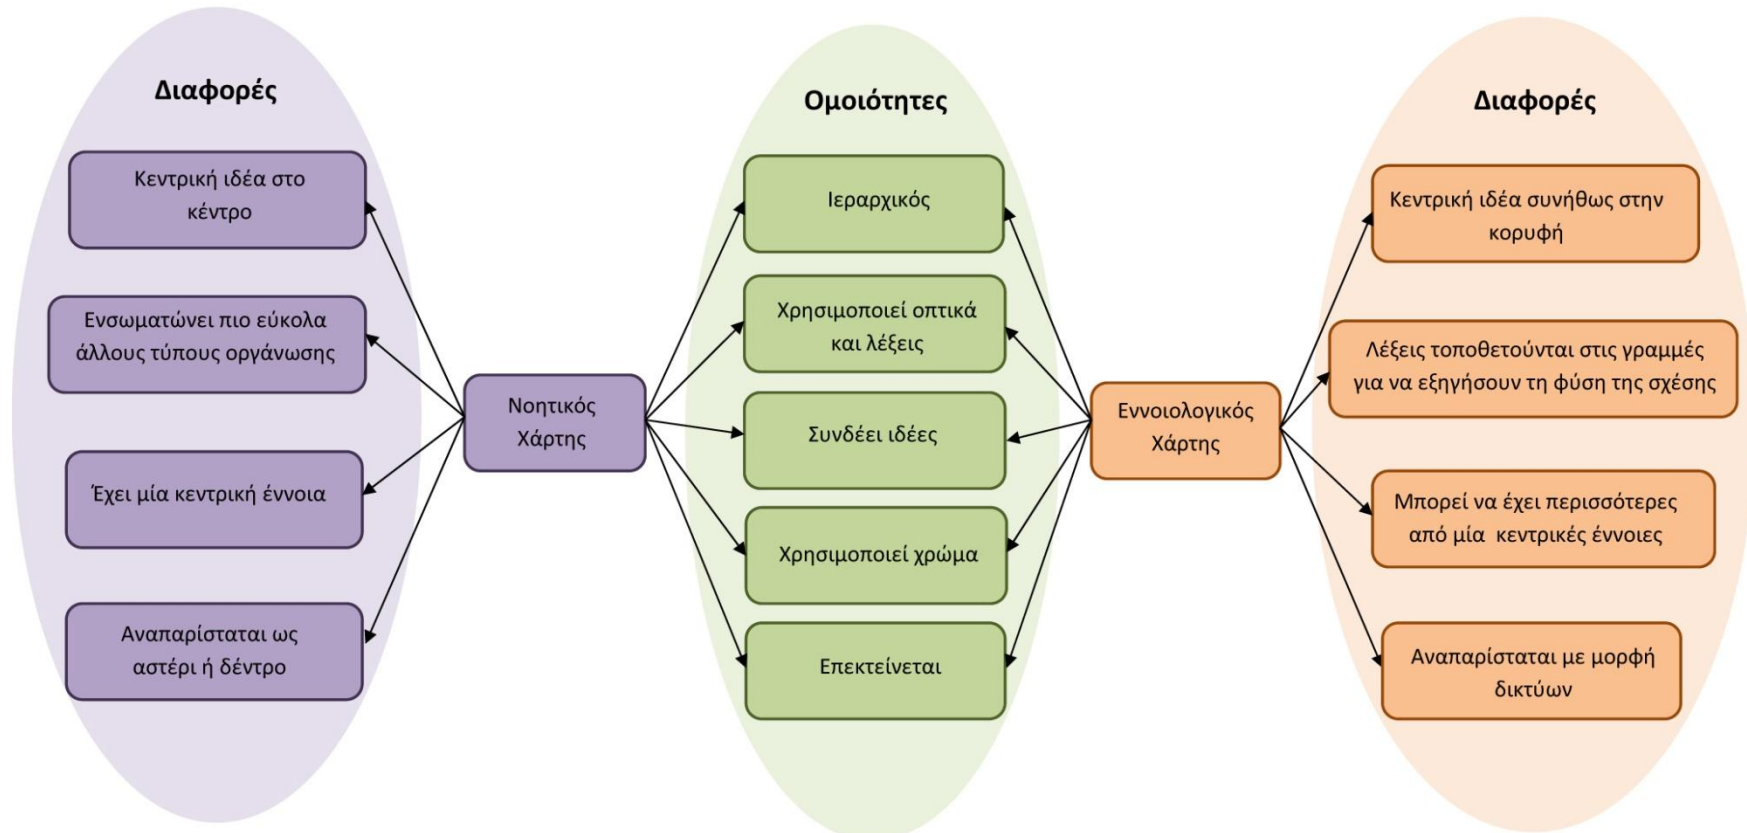 Διαφορές
Κεντρική ιδέα στο
κέντρο
Ενσωματώνει πιο εύκολα
άλλους τύπους οργάνωσης
Έχει μία κεντρική έννοια
Αναπαρίσταται ως
αστέρι ή δέντρο
Νοητικός
Χάρτης
Ομοιότητες
Ιεραρχικός
Χρησιμοποιεί οπτικά
και λέξεις
Συνδέει ιδέες
Χρησιμοποιεί χρώμα
Επεκτείνεται
Εννοιολογικός
Χάρτης
Διαφορές
Κεντρική ιδέα συνήθως στην
κορυφή
Λέξεις τοποθετούνται στις γραμμές
για να εξηγήσουν τη φύση της σχέσης
Μπορεί να έχει περισσότερες
από μία κεντρικές έννοιες
Αναπαρίσταται με μορφή
δικτύων